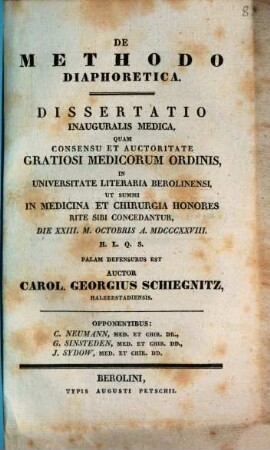 8
DE
METHODO
DIAPHORETICA.
DISSERTATIO
INAUGURALIS MEDICA,
QUAM
CONSENSU ET AUCTORITATE
GRATIOSI MEDICORUM ORDINIS,
IN
UNIVERSITATE LITERARIA BEROLINENSI,
UT SUMMI
IN MEDICINA ET CHIRURGIA HONORES
RITE SIBI CONCEDANTUR,
DIE XXIII. M. OCTOBRIS A. MDCCCXXVIII.
H. L. Q. S.
PALAM DEFENSURUS EST
AUCTOR
CAROL. GEORGIUS SCHIEGNITZ,
HALBERSTADIENSIS.
OPPONENTIBUS:
C. NEUMANN, MED. ET CHIR. DR.,
G. SINSTEDEN, MED. ET CHIR. DD.,
J. SYDOW, MED. ET CHIR. DD.
BEROLINI,
TYPIS AUGUSTI PETSCHII.